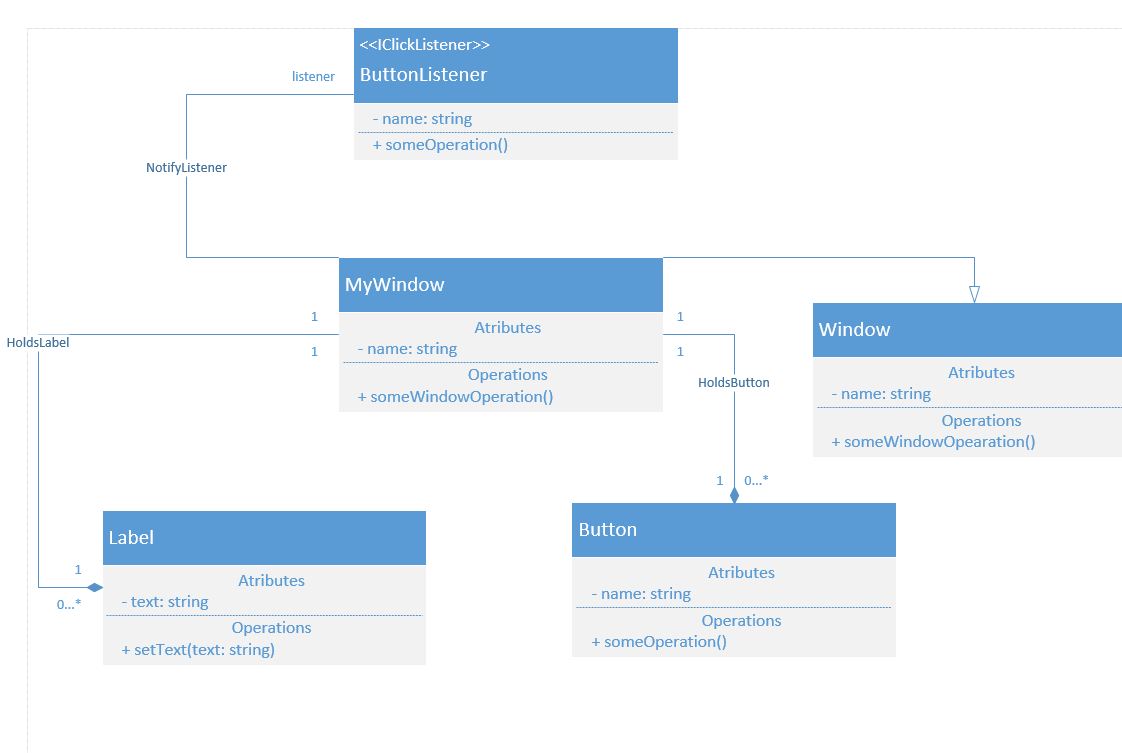 <<IClickListener>>
ButtonListener
listener
- name: string
+ someOperation()
NotifyListener
MyWindow
1
1
Atributes
- name: string
1
1
Operations
+ someWindowOperation()
Window
HoldsLabel
HoldsButton
Atributes
- name: string
Operations
+ someWindowOpearation()
1
0...*
Label
Button
1
0...*
Atributes
- text: string
Operations
+ setText(text: string)
Atributes
- name: string
Operations
+ someOperation()